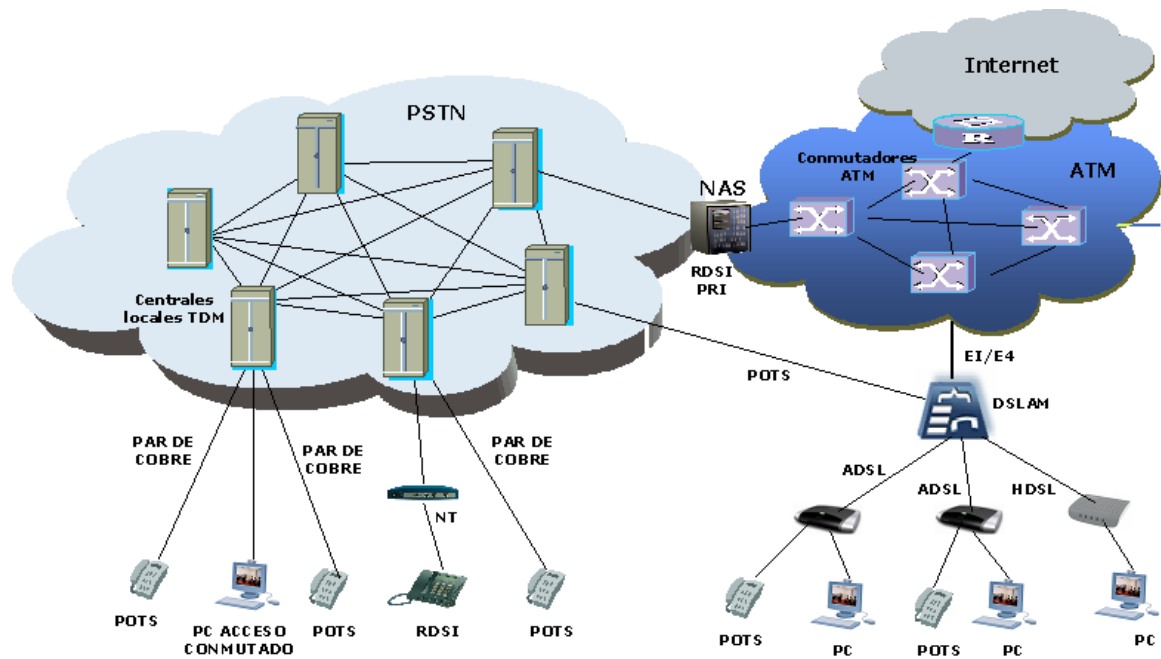 Internet
PSTN
Conmutadores
ATM
ATM
NAS
RDSI
PRI
Centrales
locales TDM
EI/E4
POTS
DSLAM
PAR DE
COBRE
PAR DE
COBRE
PAR DE
COBRE
ADSL
ADSL
HDSL
NT
POTS
PC ACCESO
CONMUTADO
POTS
RDSI
POTS
POTS
PC
POTS
PC
PC
R